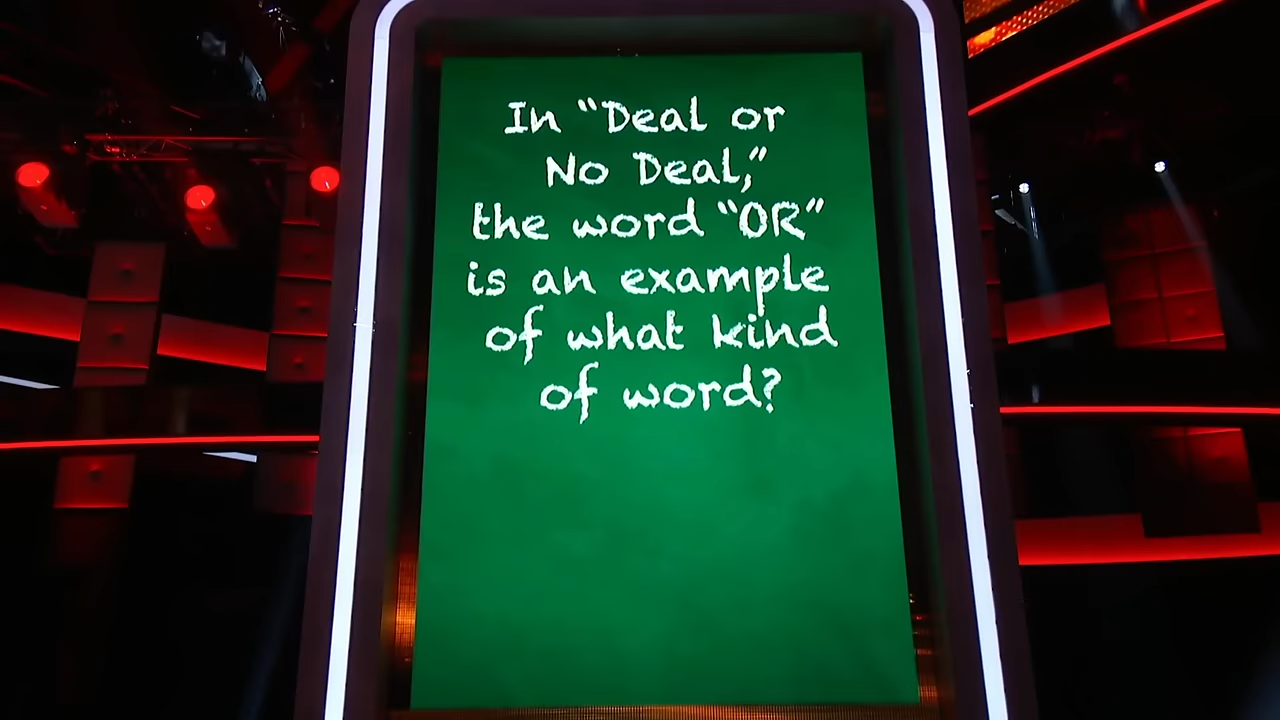 In “Deal or
No Deal,”
the word “OR”
is an example
of what kind
of word?